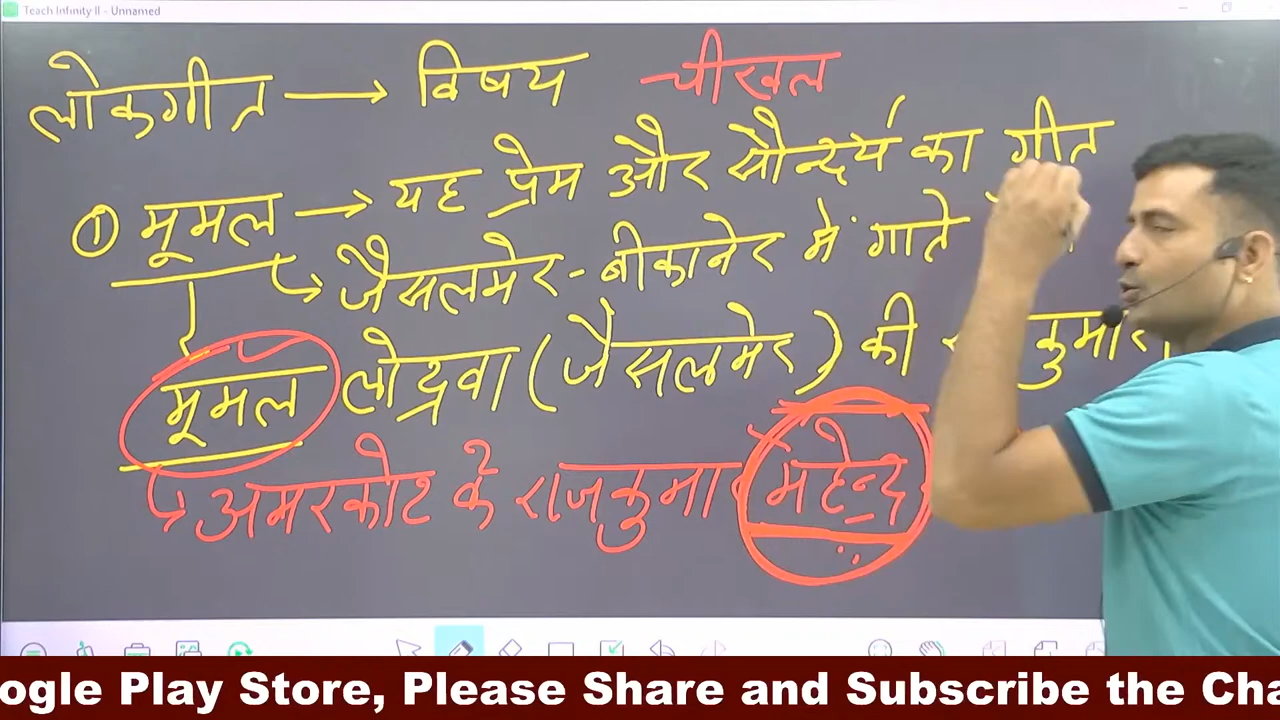 Teach Infinity II - Unnamed
लोकगीत → विषय चीखल
① मूमल → यह प्रेम और सौन्दर्य का गीत
↳ जैसलमेर - बीकानेर में गाते
मूमल लोद्रवा (जैसलमेर) की
↳ अमरकोट के राजकुमार महेन्द्र
ogle Play Store, Please Share and Subscribe the Cha